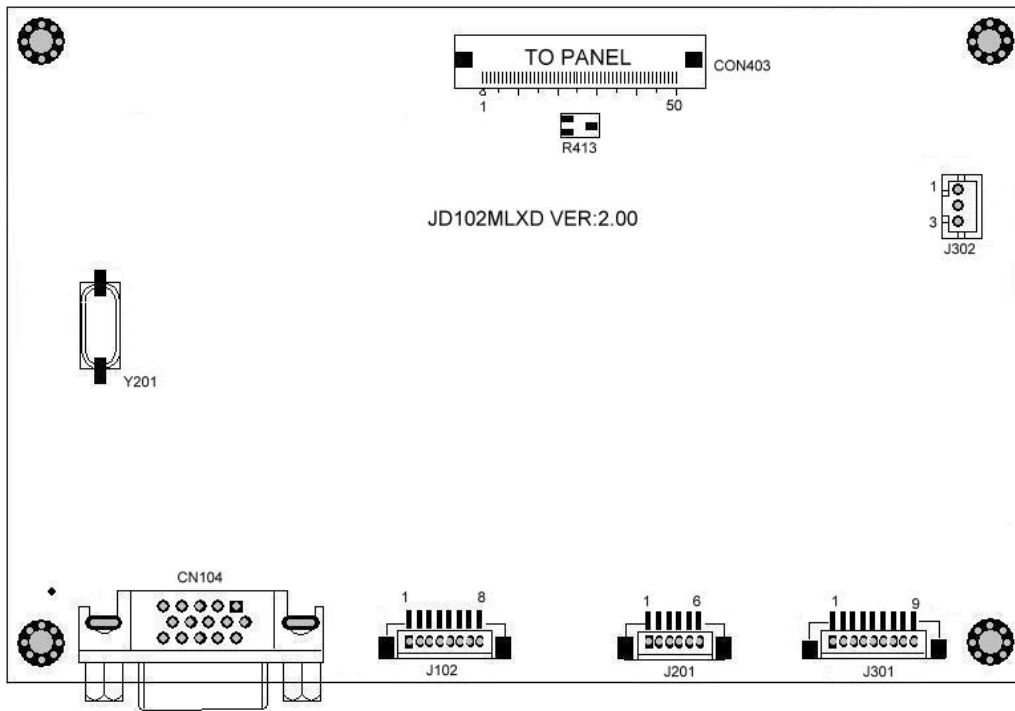 TO PANEL
CON403
1 50
R413
1
JD102MLXD VER:2.00
3
J302
Y201
CN104
1 8
1 6
1 9
J102
J201
J301